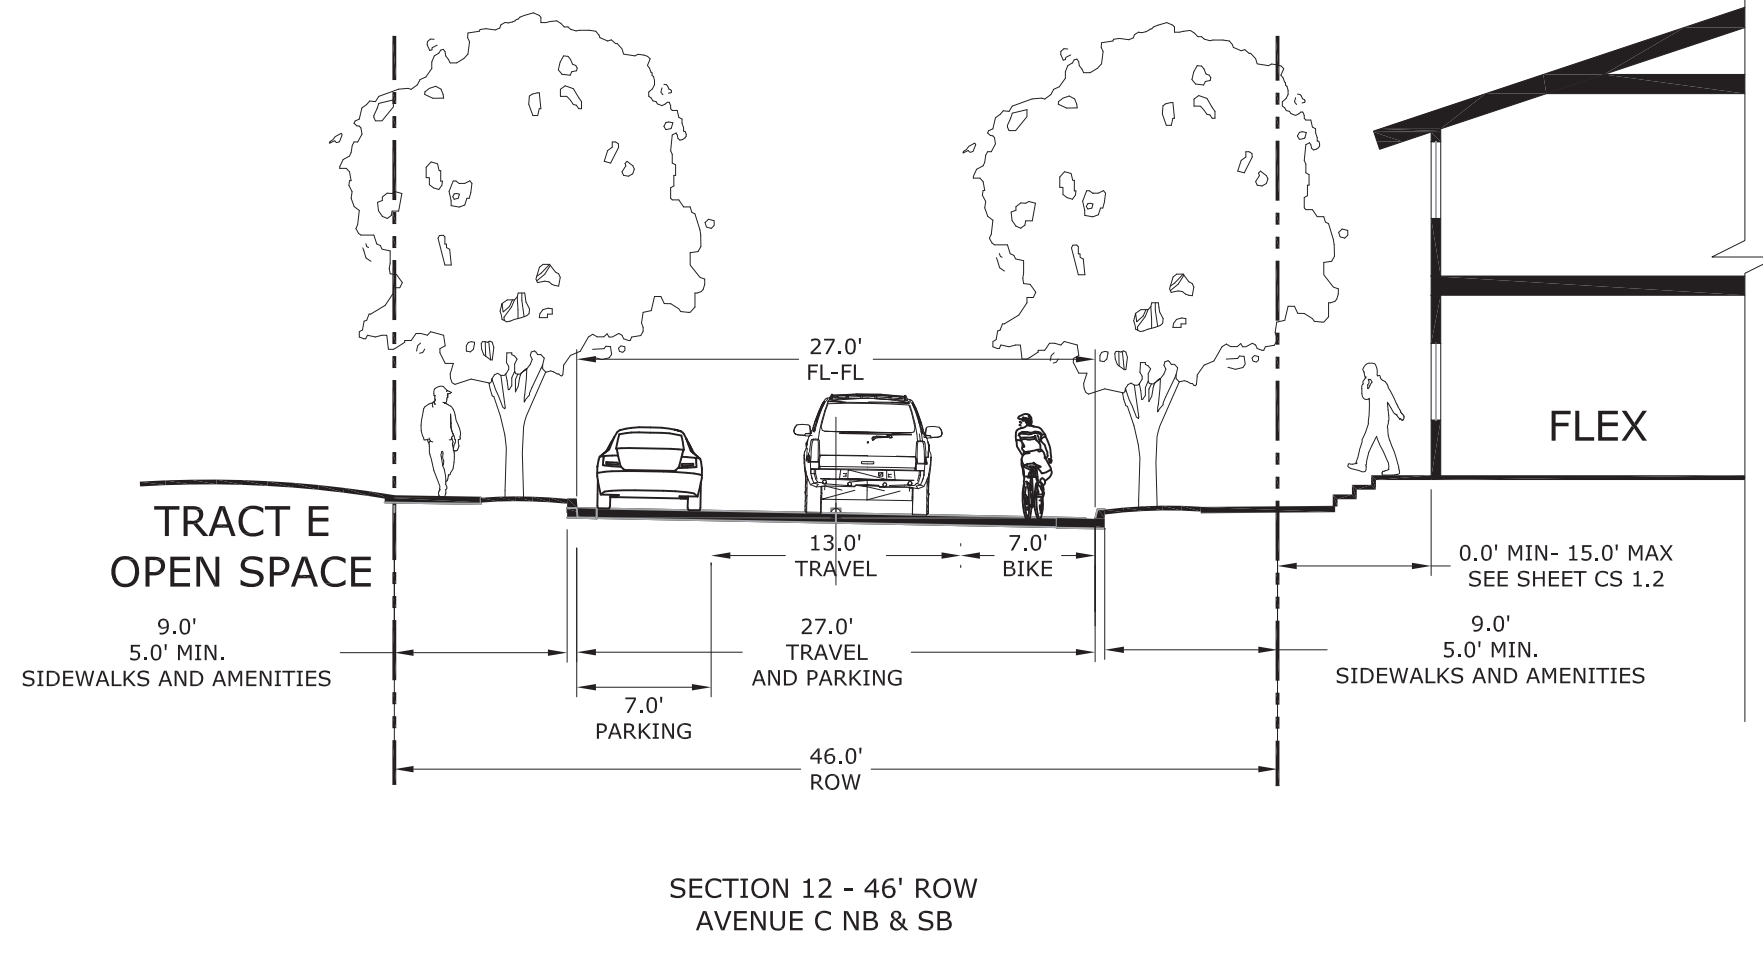 27.0'
FL-FL
FLEX
TRACT E
OPEN SPACE
13.0'
TRAVEL
7.0'
BIKE
0.0' MIN- 15.0' MAX
SEE SHEET CS 1.2
9.0'
5.0' MIN.
SIDEWALKS AND AMENITIES
27.0'
TRAVEL
AND PARKING
9.0'
5.0' MIN.
SIDEWALKS AND AMENITIES
7.0'
PARKING
46.0'
ROW
SECTION 12 - 46' ROW
AVENUE C NB & SB